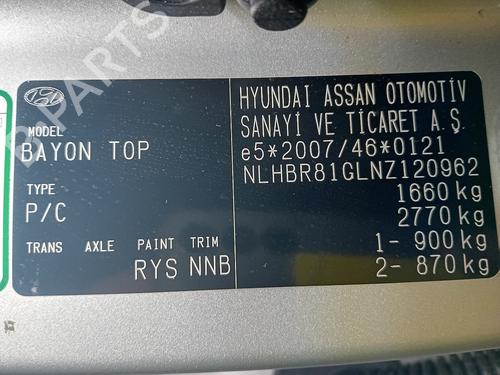 HYUNDAI ASSAN OTOMOTİV
SANAYİ VE TİCARET A.Ş.
MODEL
BAYON TOP
e5*2007/46*0121
NLHBR81GLNZ120962
TYPE
P/C
1660 kg
2770 kg
TRANS AXLE PAINT TRIM
RYS NNB
1- 900 kg
2- 870 kg
B-PARTS